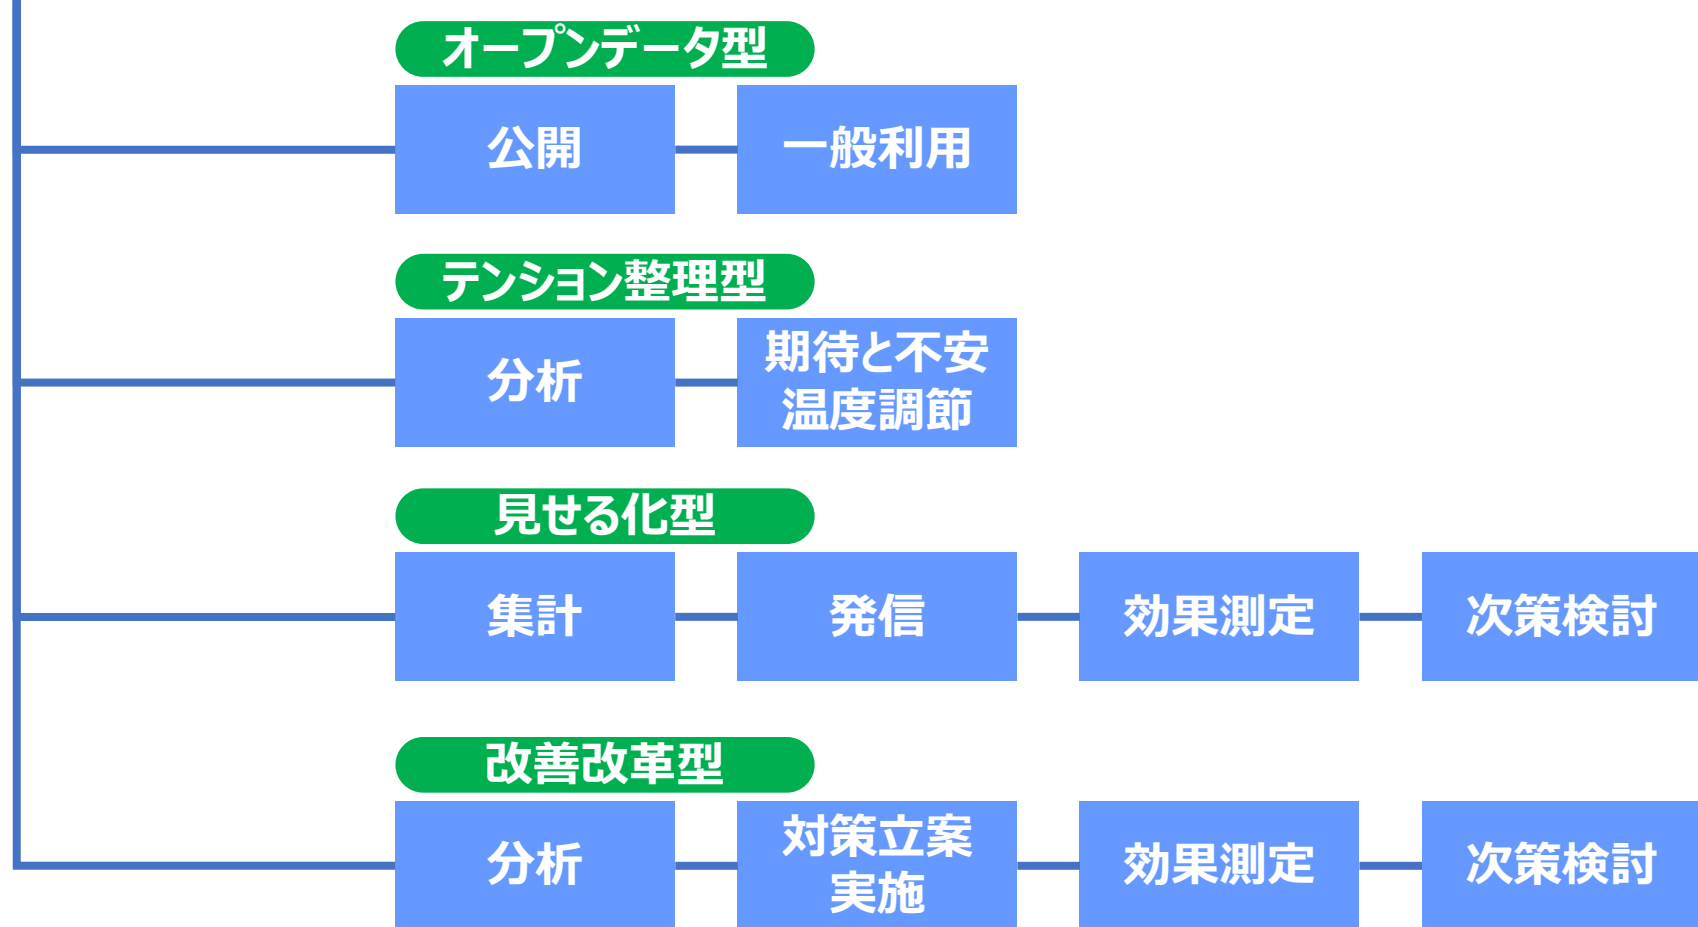 オープンデータ型
公開
一般利用
テンション整理型
分析
期待と不安
温度調節
見せる化型
集計
発信
効果測定
次策検討
改善改革型
分析
対策立案
実施
効果測定
次策検討